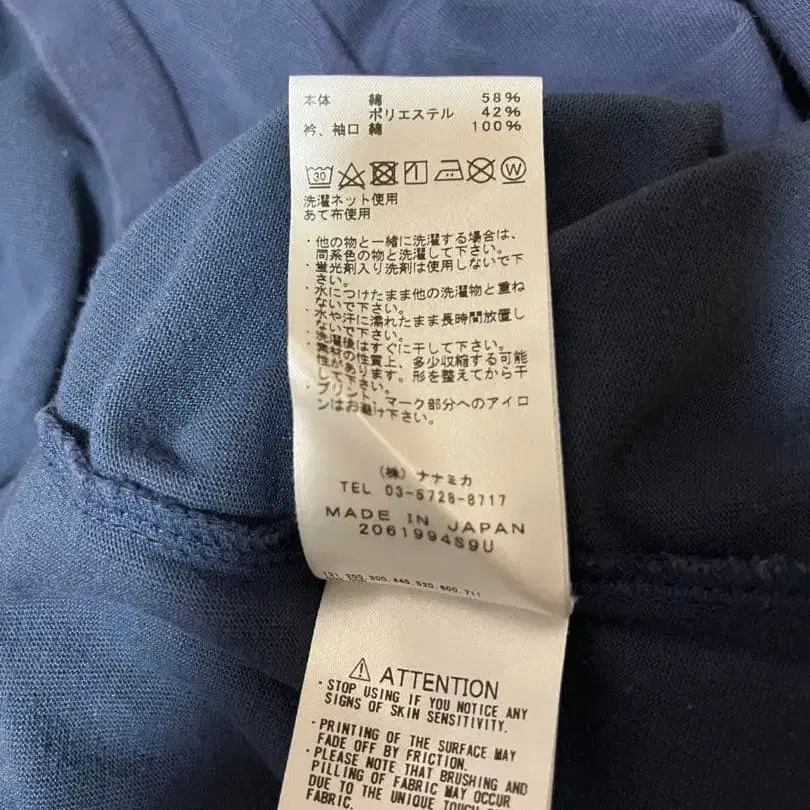 本体 綿 58%
ポリエステル 42%
衿、袖口 綿 100%
30 W
洗濯ネット使用
あて布使用
・他の物と一緒に洗濯する場合は、
同系色の物と洗濯して下さい。
・蛍光剤入り洗剤は使用しないで下
さい。
・水につけたまま他の洗濯物と重ね
ないで下さい。
・水や汗に濡れたまま長時間放置し
ないで下さい。
・洗濯後はすぐに干して下さい。
・素材の性質上、多少収縮する可能
性があります。形を整えてから干
して下さい。
・プリント、マーク部分へのアイロ
ンはお避け下さい。
(株) ナナミカ
TEL 03-5728-8717
MADE IN JAPAN
2061994S9U
300,445,520,600,711
⚠ ATTENTION
・STOP USING IF YOU NOTICE ANY
SIGNS OF SKIN SENSITIVITY.
・PRINTING OF THE SURFACE MAY
FADE OFF BY FRICTION.
・PLEASE NOTE THAT BRUSHING AND
PILLING OF FABRIC MAY OCCUR
DUE TO THE UNIQUE TOUCH OF
FABRIC.